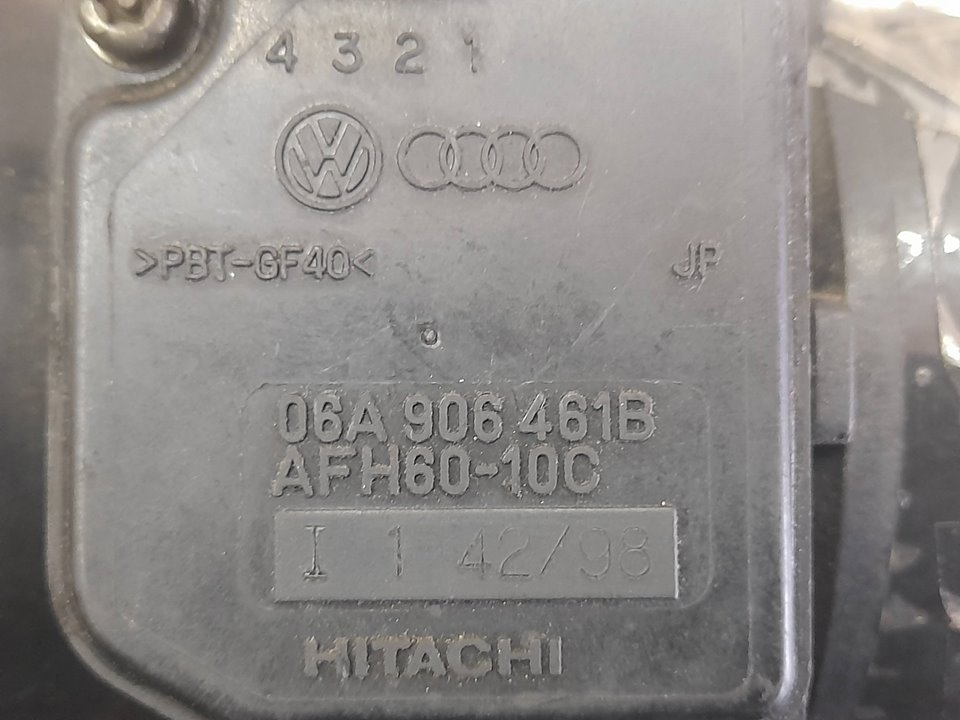 4 3 2 1
>PBT-GF40< JP
06A 906 461B
AFH60-10C
I 1 42/98
HITACHI